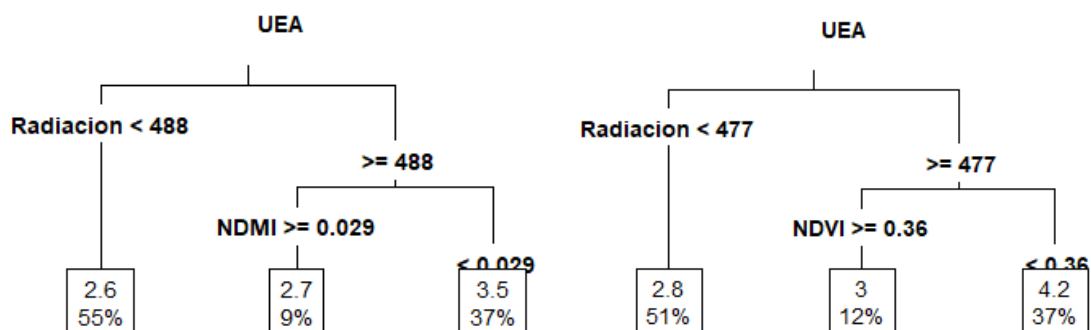 UEA
Radiacion < 488
>= 488
NDMI >= 0.029
< 0.029
2.6
55%
2.7
9%
3.5
37%
UEA
Radiacion < 477
>= 477
NDVI >= 0.36
< 0.36
2.8
51%
3
12%
4.2
37%